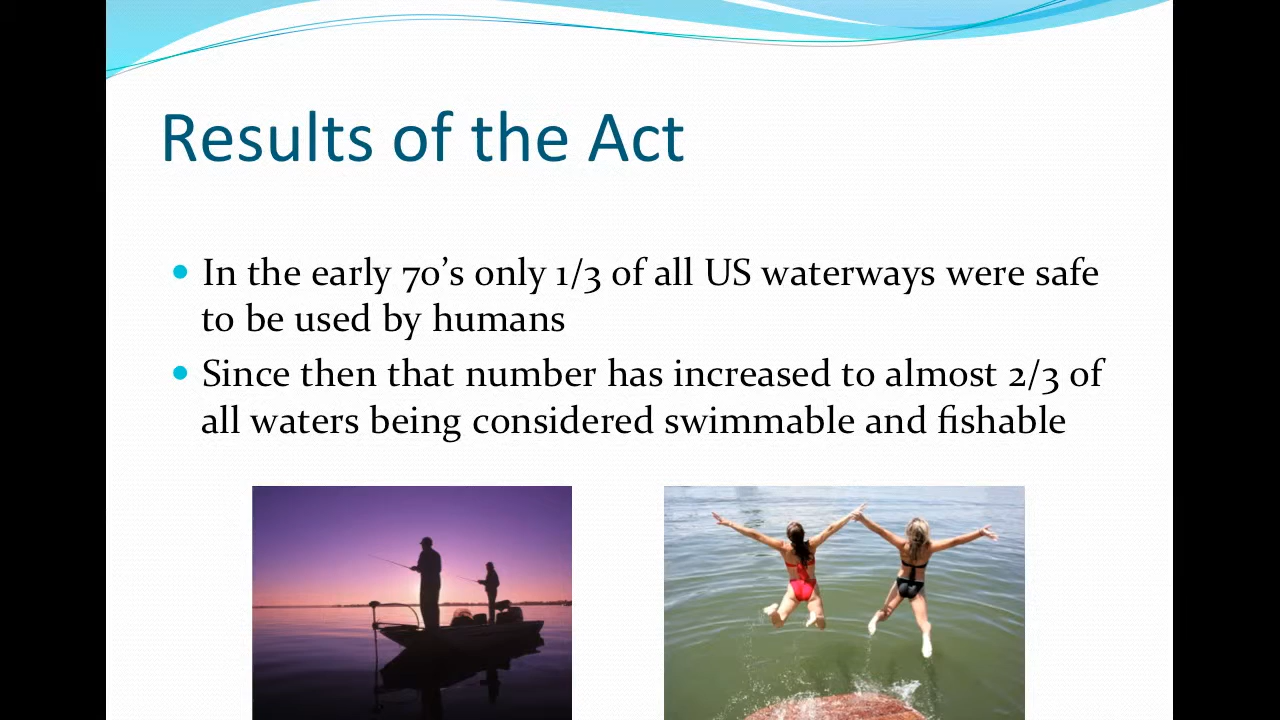 Results of the Act
• In the early 70’s only 1/3 of all US waterways were safe
to be used by humans
• Since then that number has increased to almost 2/3 of
all waters being considered swimmable and fishable